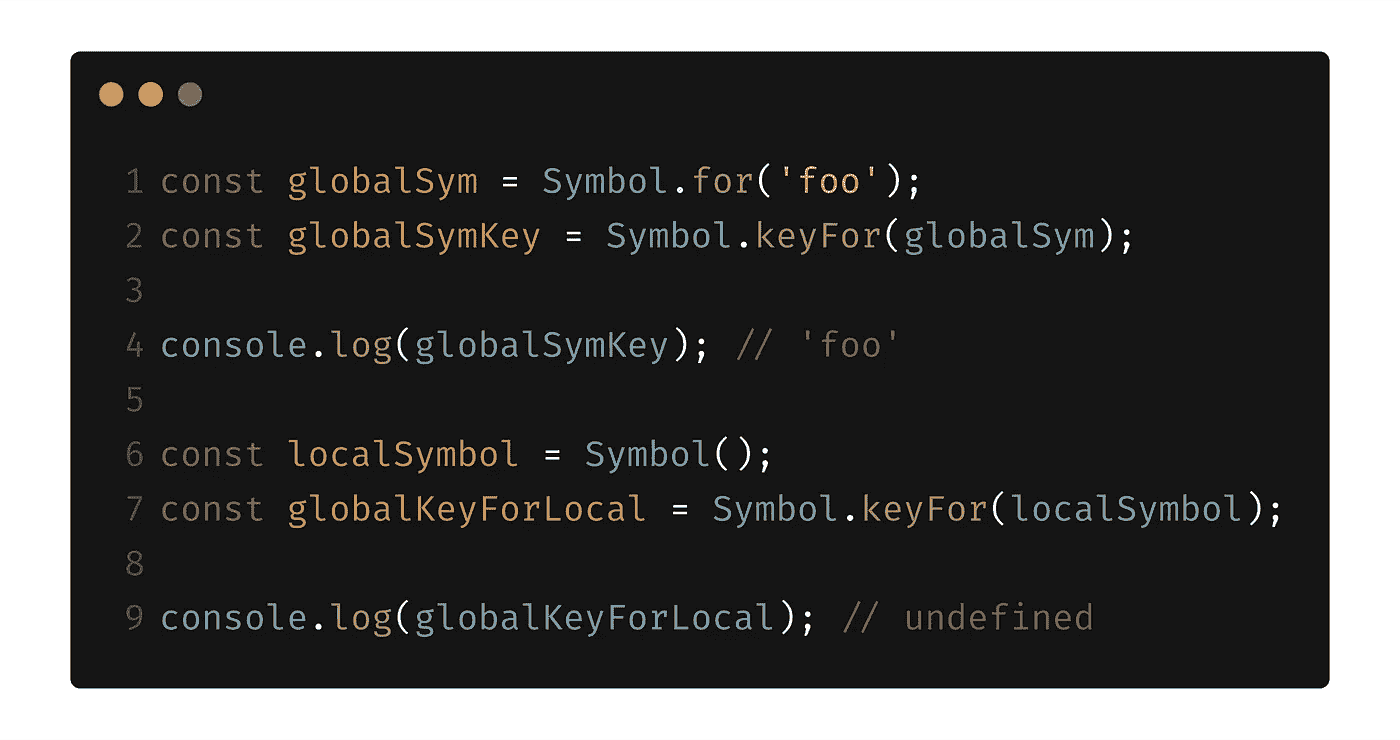 1 const globalSym = Symbol.for('foo');
2 const globalSymKey = Symbol.keyFor(globalSym);
3
4 console.log(globalSymKey); // 'foo'
5
6 const localSymbol = Symbol();
7 const globalKeyForLocal = Symbol.keyFor(localSymbol);
8
9 console.log(globalKeyForLocal); // undefined